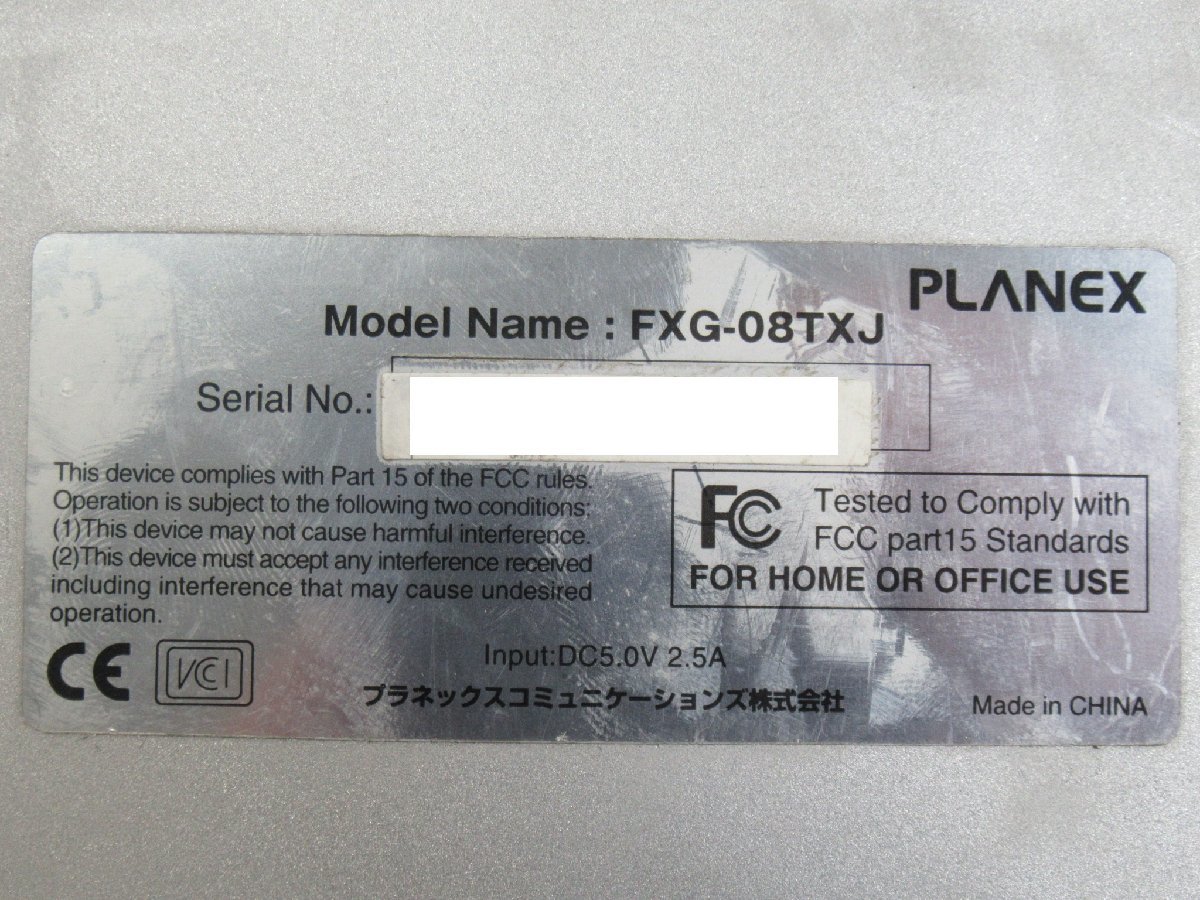 PLANEX
Model Name : FXG-08TXJ
Serial No.:
This device complies with Part 15 of the FCC rules.
Operation is subject to the following two conditions:
(1)This device may not cause harmful interference.
(2)This device must accept any interference received
including interference that may cause undesired
operation.
FC Tested to Comply with
FCC part15 Standards
FOR HOME OR OFFICE USE
CE VCI
Input:DC5.0V 2.5A
プラネックスコミュニケーションズ株式会社
Made in CHINA